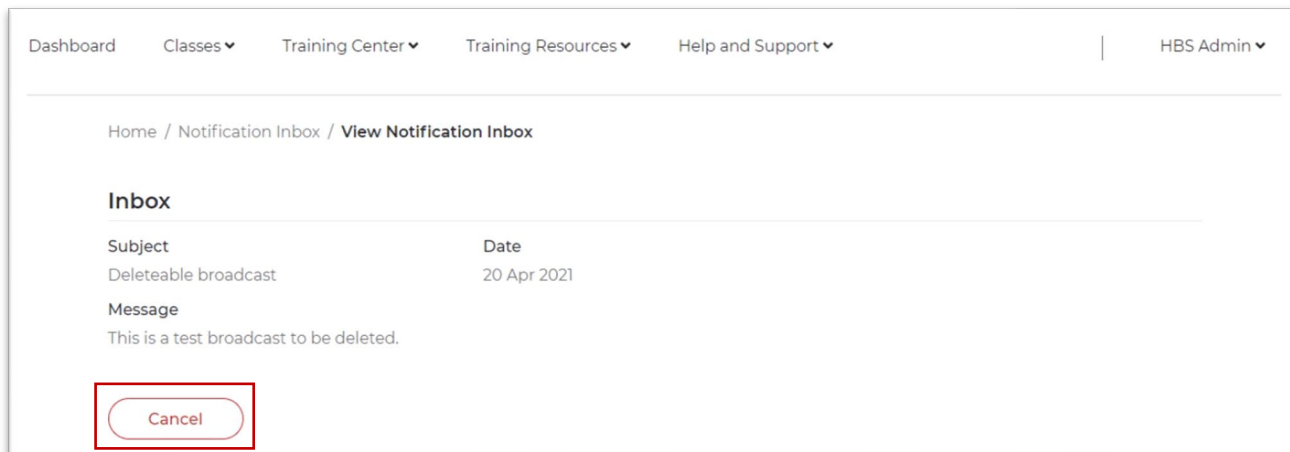 Dashboard Classes Training Center Training Resources Help and Support | HBS Admin
Home / Notification Inbox / View Notification Inbox
Inbox
Subject Date
Deleteable broadcast 20 Apr 2021
Message
This is a test broadcast to be deleted.
Cancel